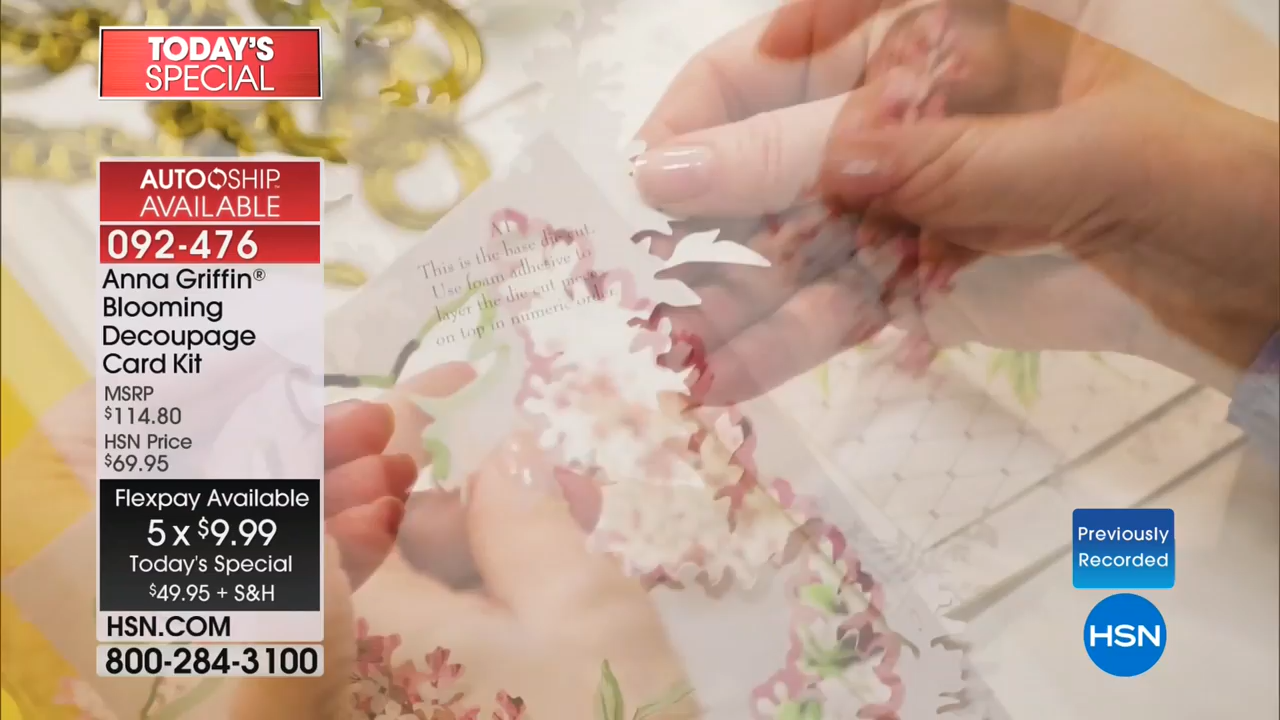 TODAY'S
SPECIAL
AUTOSHIP
AVAILABLE
092-476
Anna Griffin®
Blooming
Decoupage
Card Kit
MSRP
$114.80
HSN Price
$69.95
Flexpay Available
5 x $9.99
Today's Special
$49.95 + S&H
HSN.COM
800-284-3100
This is the base die cut.
Use foam adhesive to
layer the die cut
on top in numeric order.
Previously
Recorded
HSN